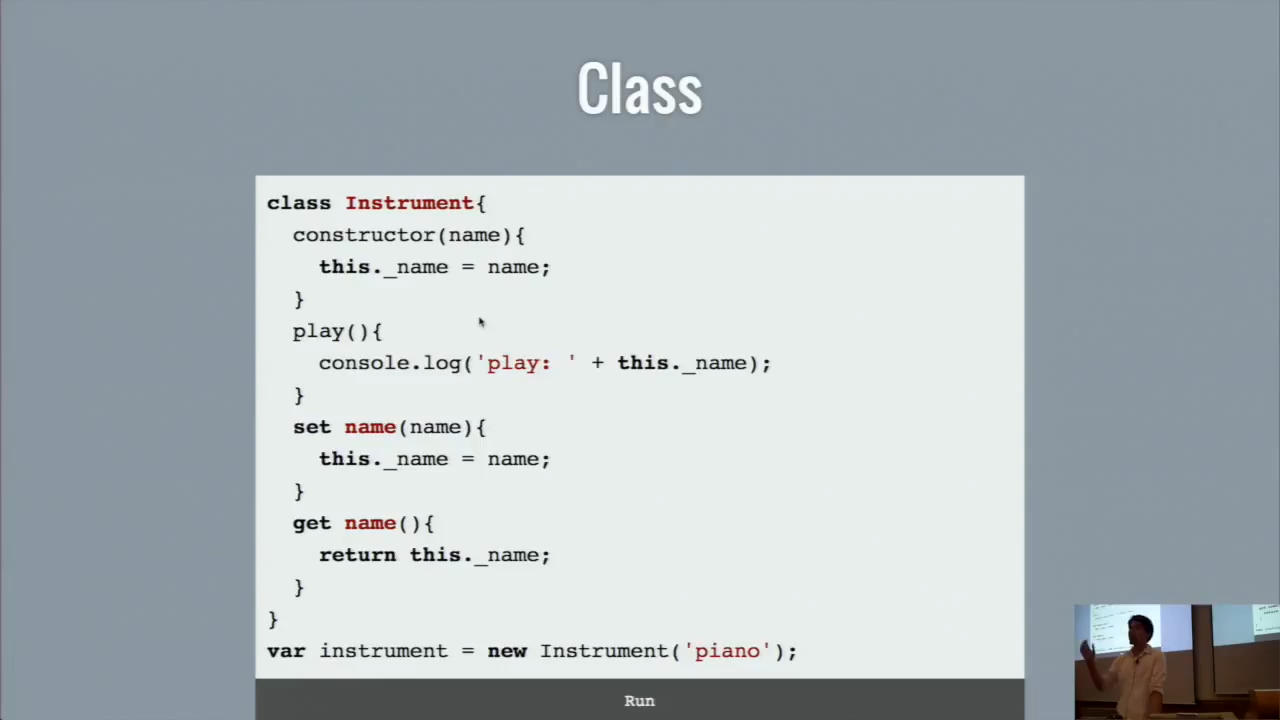 Class
class Instrument{
constructor(name){
this._name = name;
}
play(){
console.log('play: ' + this._name);
}
set name(name){
this._name = name;
}
get name(){
return this._name;
}
}
var instrument = new Instrument('piano');
Run